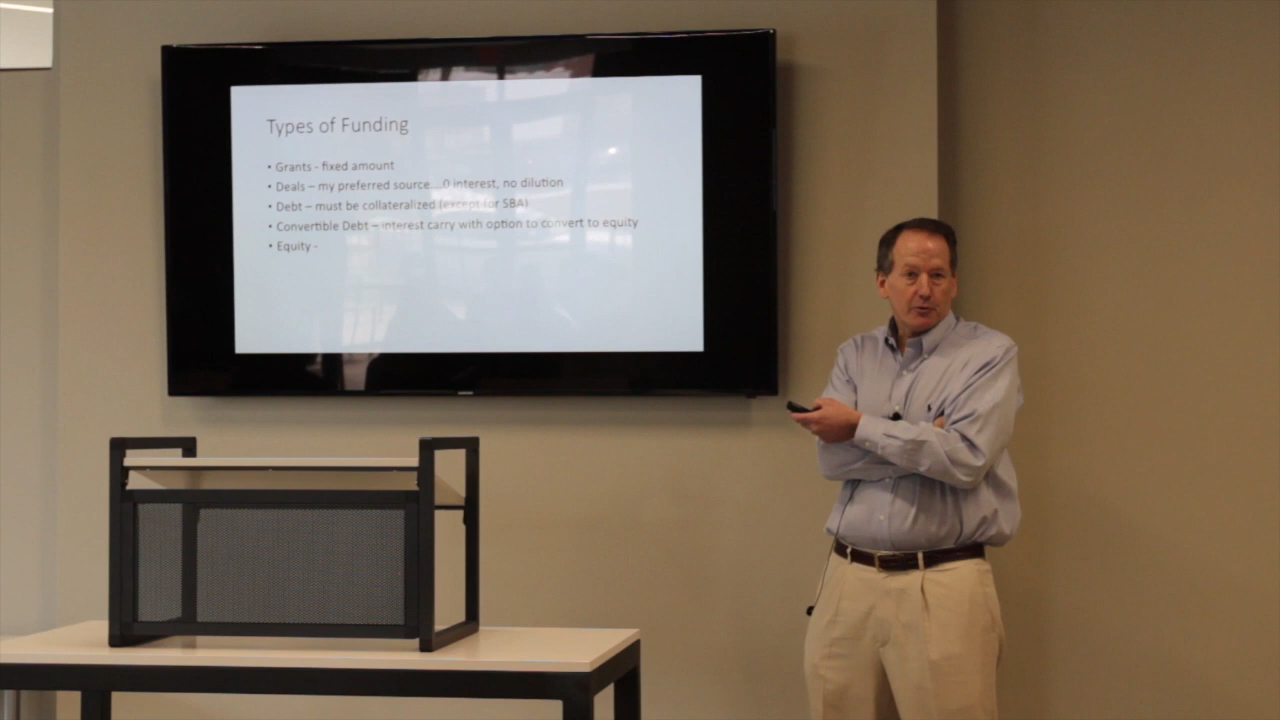 Types of Funding
• Grants - fixed amount
• Deals – my preferred source...0 interest, no dilution
• Debt – must be collateralized (except for SBA)
• Convertible Debt – interest carry with option to convert to equity
• Equity -